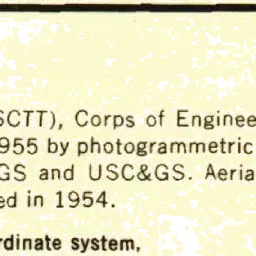 SCTT), Corps of Enginee
955 by photogrammetric
GS and USC&GS. Aeria
ed in 1954.
rdinate system,